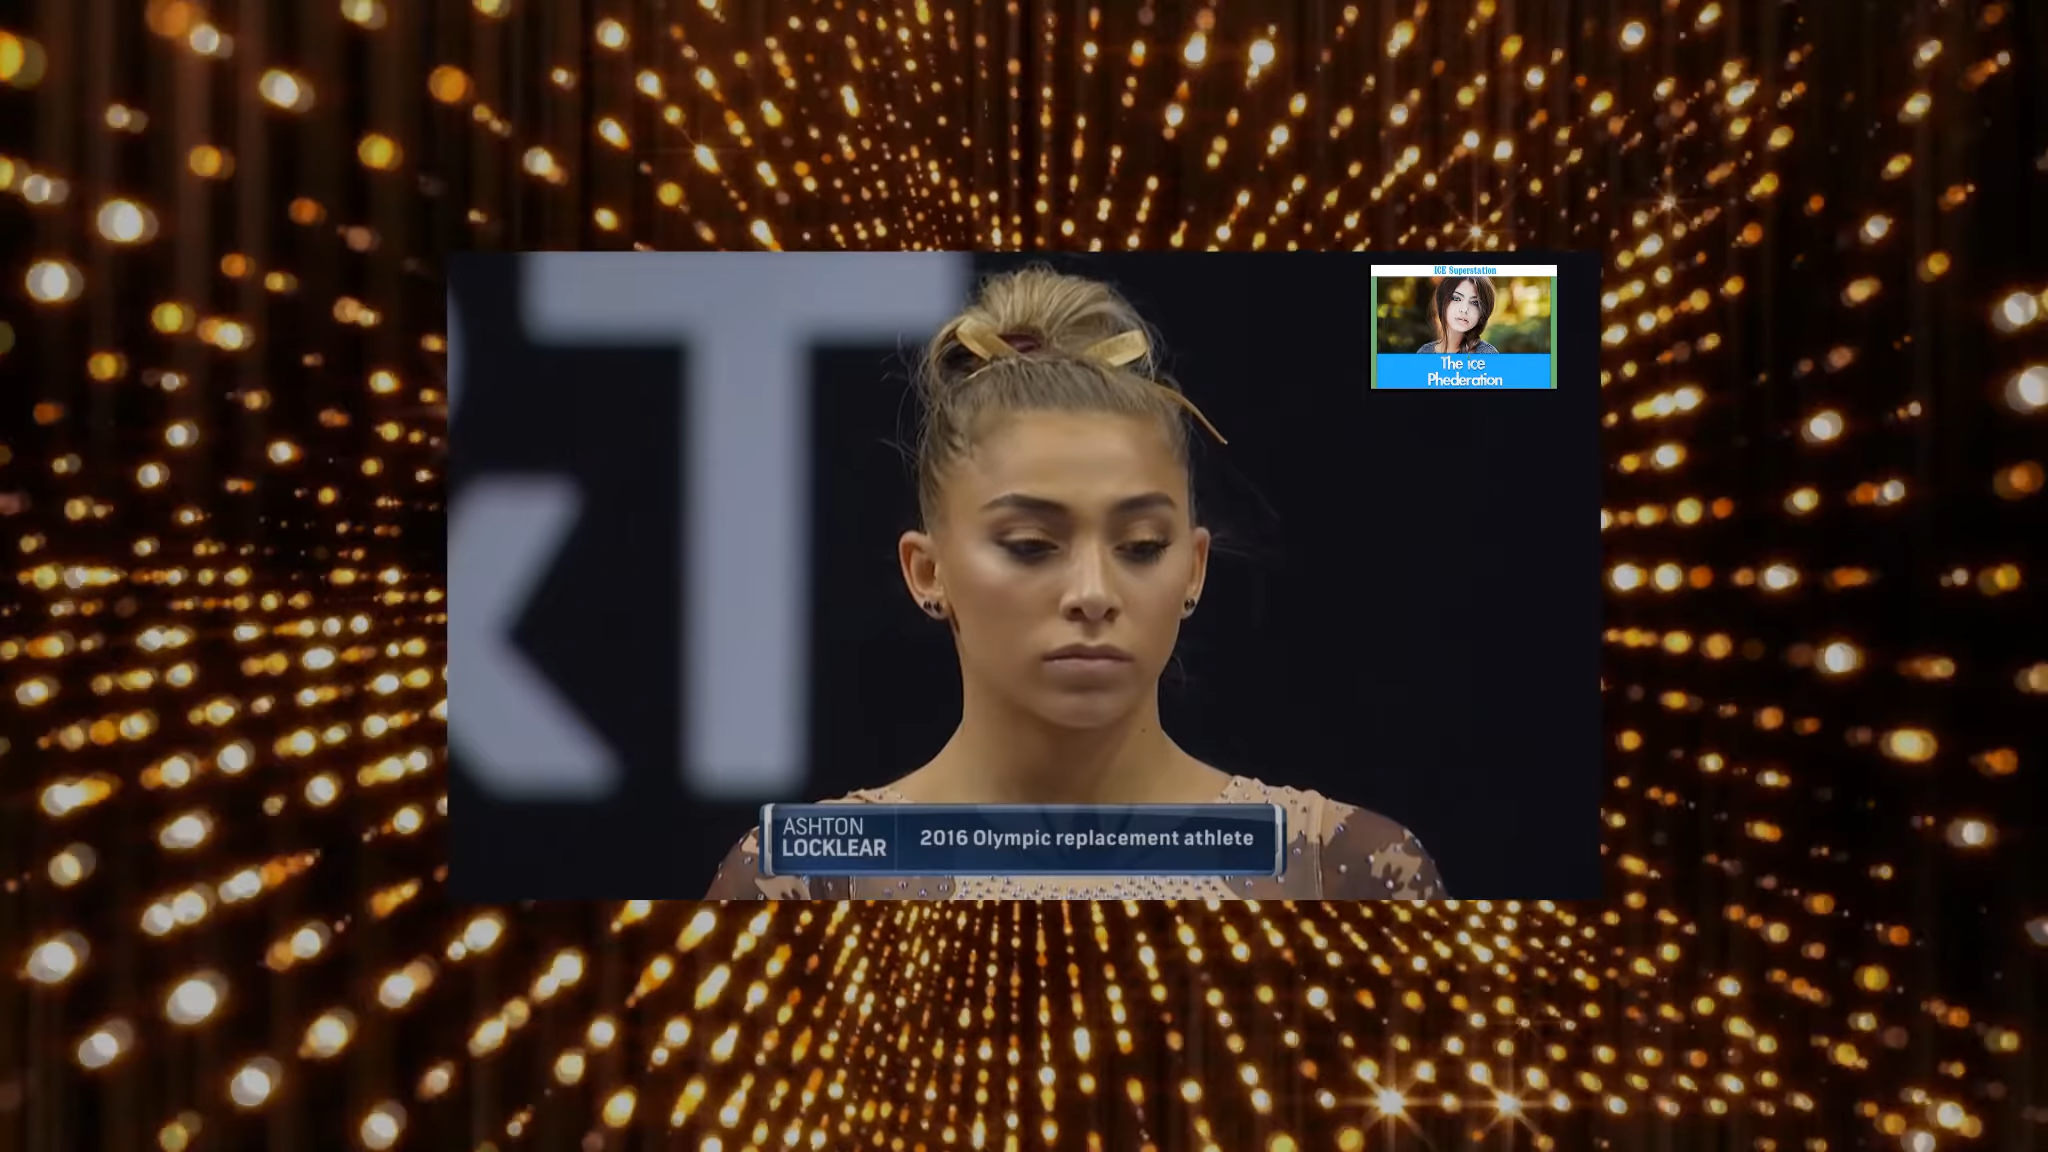 ICE Superstation
The ice
Phederation
T
K
ASHTON
LOCKLEAR
2016 Olympic replacement athlete